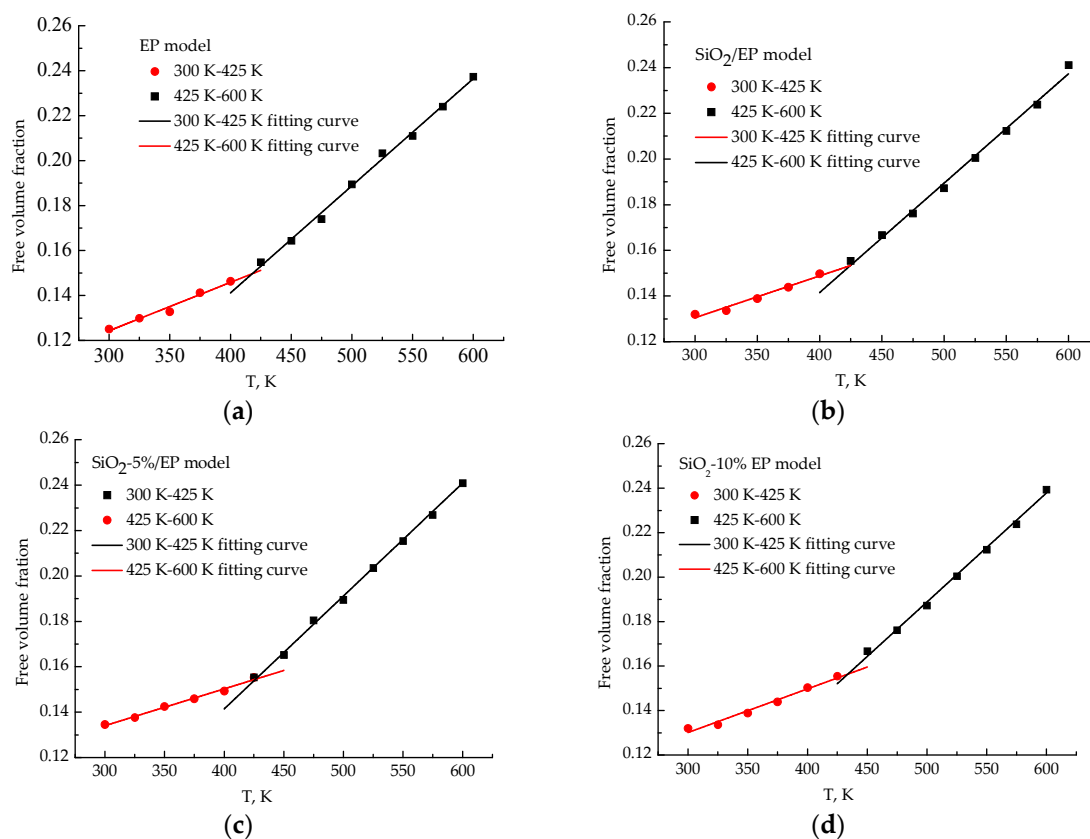 0.26
0.24
0.22
0.20
0.18
0.16
0.14
0.12
Free volume fraction
EP model
300 K-425 K
425 K-600 K
300 K-425 K fitting curve
425 K-600 K fitting curve
300 350 400 450 500 550 600
T, K
(a)
0.26
0.24
0.22
0.20
0.18
0.16
0.14
0.12
Free volume fraction
SiO2/EP model
300 K-425 K
425 K-600 K
300 K-425 K fitting curve
425 K-600 K fitting curve
300 350 400 450 500 550 600
T, K
(b)
0.26
0.24
0.22
0.20
0.18
0.16
0.14
0.12
Free volume fration
SiO2-5%/EP model
300 K-425 K
425 K-600 K
300 K-425 K fitting curve
425 K-600 K fitting curve
300 350 400 450 500 550 600
T, K
(c)
0.26
0.24
0.22
0.20
0.18
0.16
0.14
0.12
Free volume fraction
SiO2-10% EP model
300 K-425 K
425 K-600 K
300 K-425 K fitting curve
425 K-600 K fitting curve
300 350 400 450 500 550 600
T, K
(d)